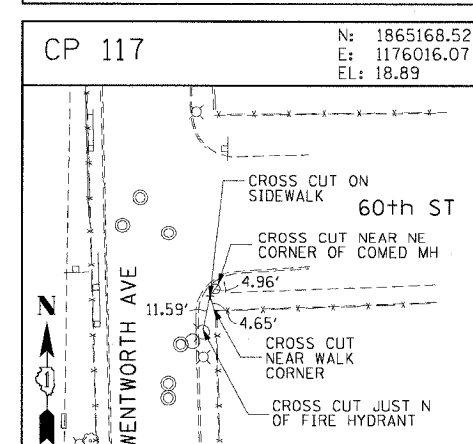 CP 117
N: 1865168.52
E: 1176016.07
EL: 18.89
CROSS CUT ON
SIDEWALK
60th ST
CROSS CUT NEAR NE
CORNER OF COMED MH
4.96'
11.59'
4.65'
CROSS CUT
NEAR WALK
CORNER
CROSS CUT JUST N
OF FIRE HYDRANT
WENTWORTH AVE
N